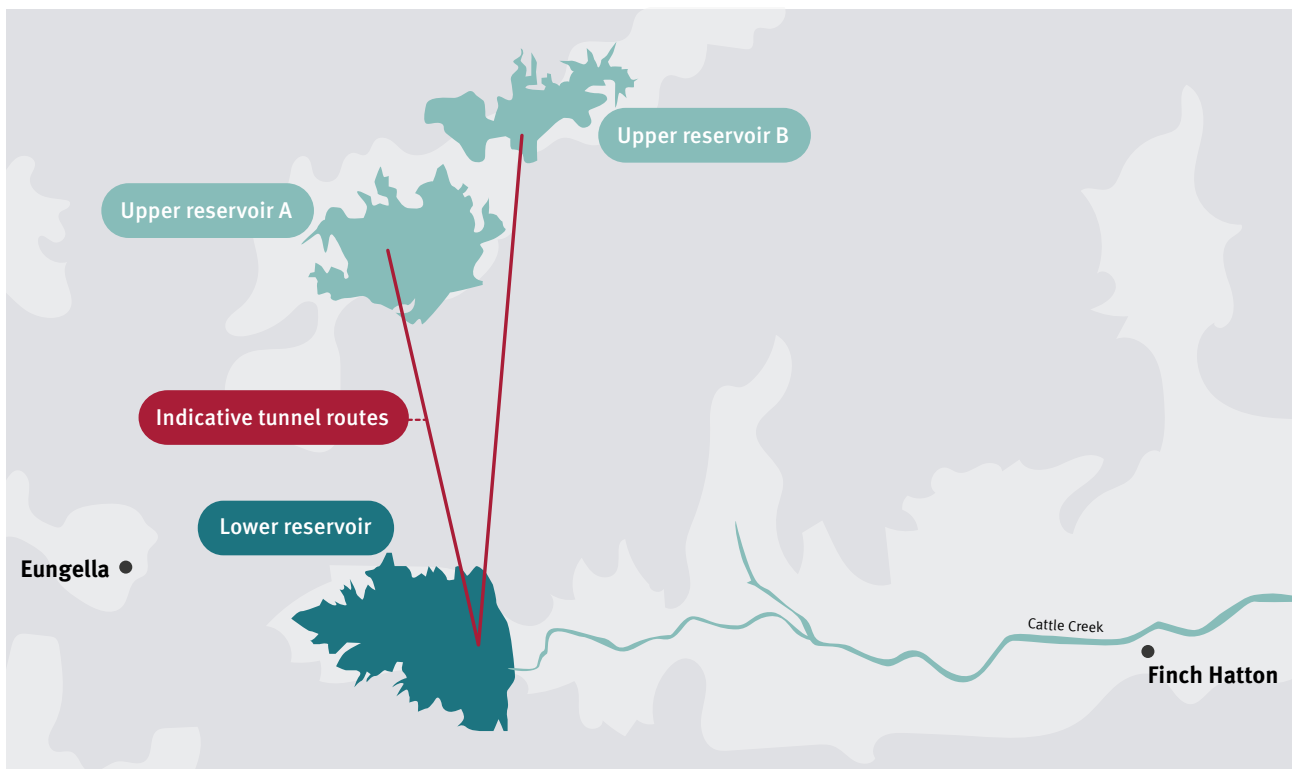 Upper reservoir B
Upper reservoir A
Indicative tunnel routes
Lower reservoir
Eungella
Cattle Creek
Finch Hatton